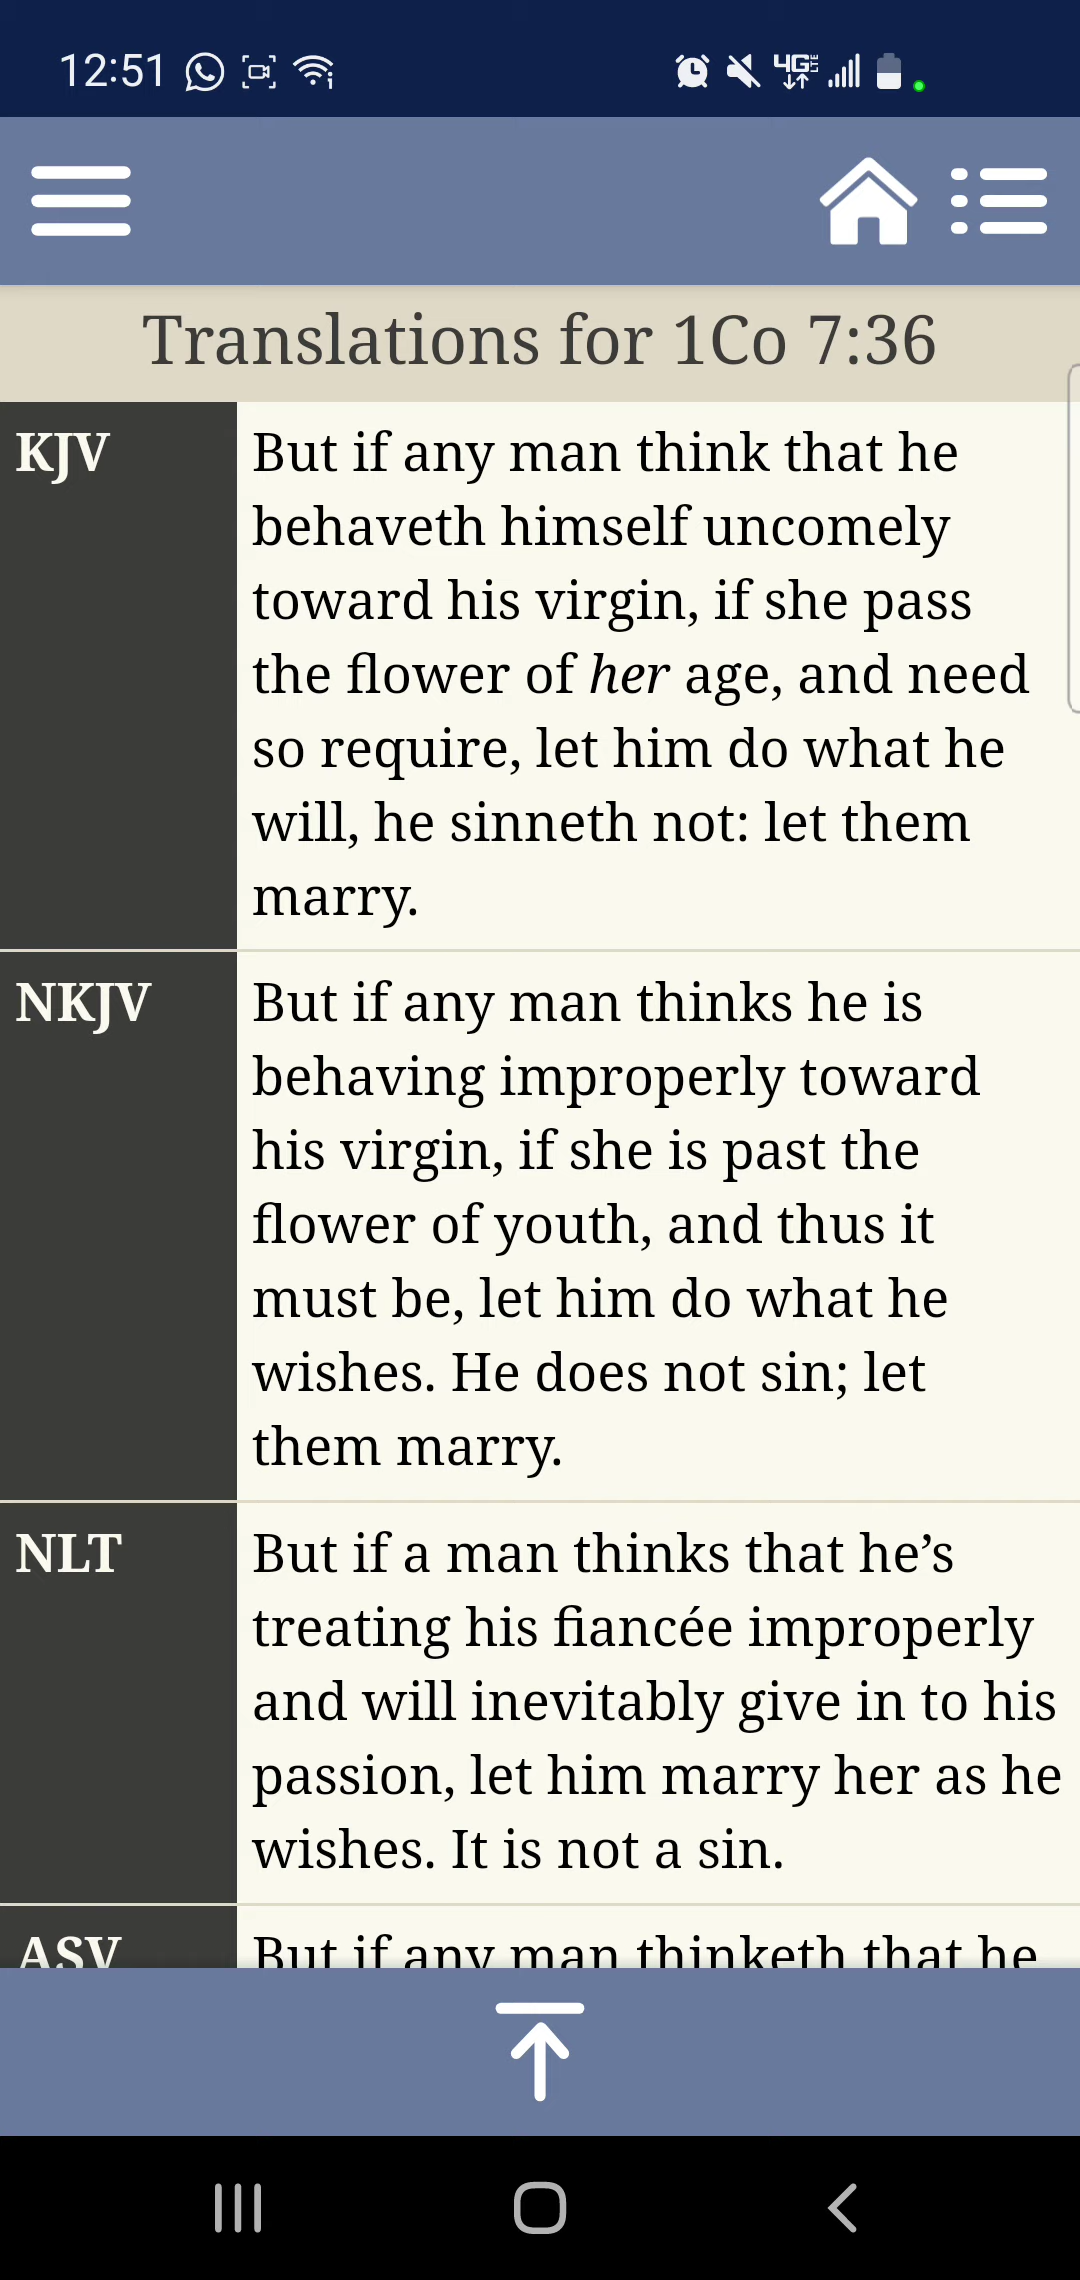 12:51
4G LTE
Translations for 1Co 7:36
KJV
But if any man think that he
behaveth himself uncomely
toward his virgin, if she pass
the flower of her age, and need
so require, let him do what he
will, he sinneth not: let them
marry.
NKJV
But if any man thinks he is
behaving improperly toward
his virgin, if she is past the
flower of youth, and thus it
must be, let him do what he
wishes. He does not sin; let
them marry.
NLT
But if a man thinks that he’s
treating his fiancée improperly
and will inevitably give in to his
passion, let him marry her as he
wishes. It is not a sin.
ASV
But if any man thinketh that he